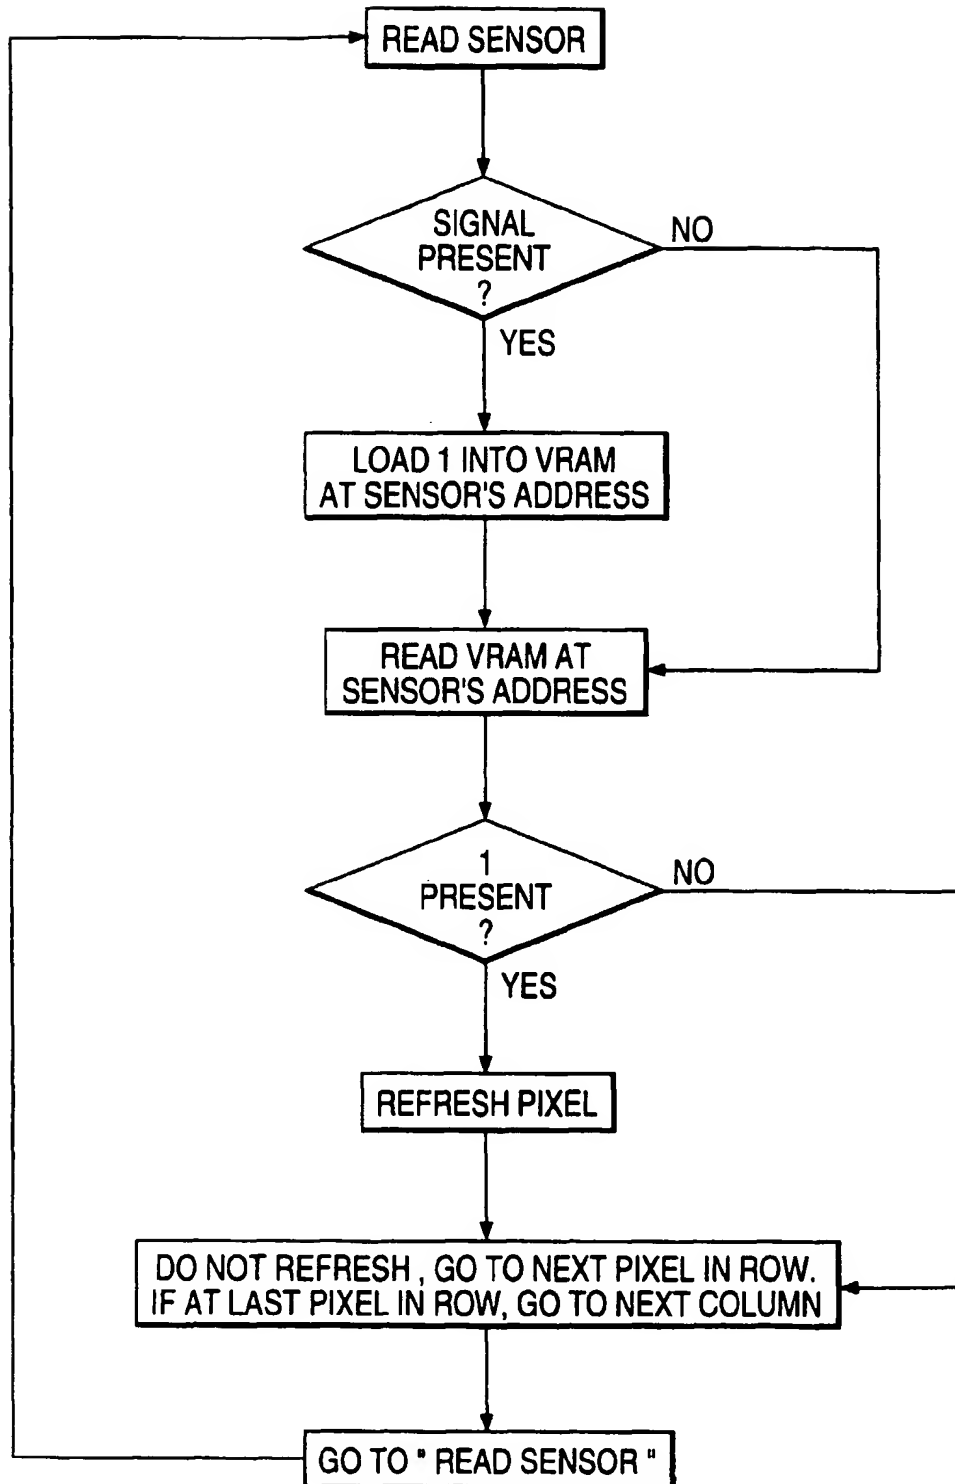 READ SENSOR
SIGNAL
PRESENT
?
NO
YES
LOAD 1 INTO VRAM
AT SENSOR'S ADDRESS
READ VRAM AT
SENSOR'S ADDRESS
1
PRESENT
?
NO
YES
REFRESH PIXEL
DO NOT REFRESH , GO TO NEXT PIXEL IN ROW.
IF AT LAST PIXEL IN ROW, GO TO NEXT COLUMN
GO TO " READ SENSOR "